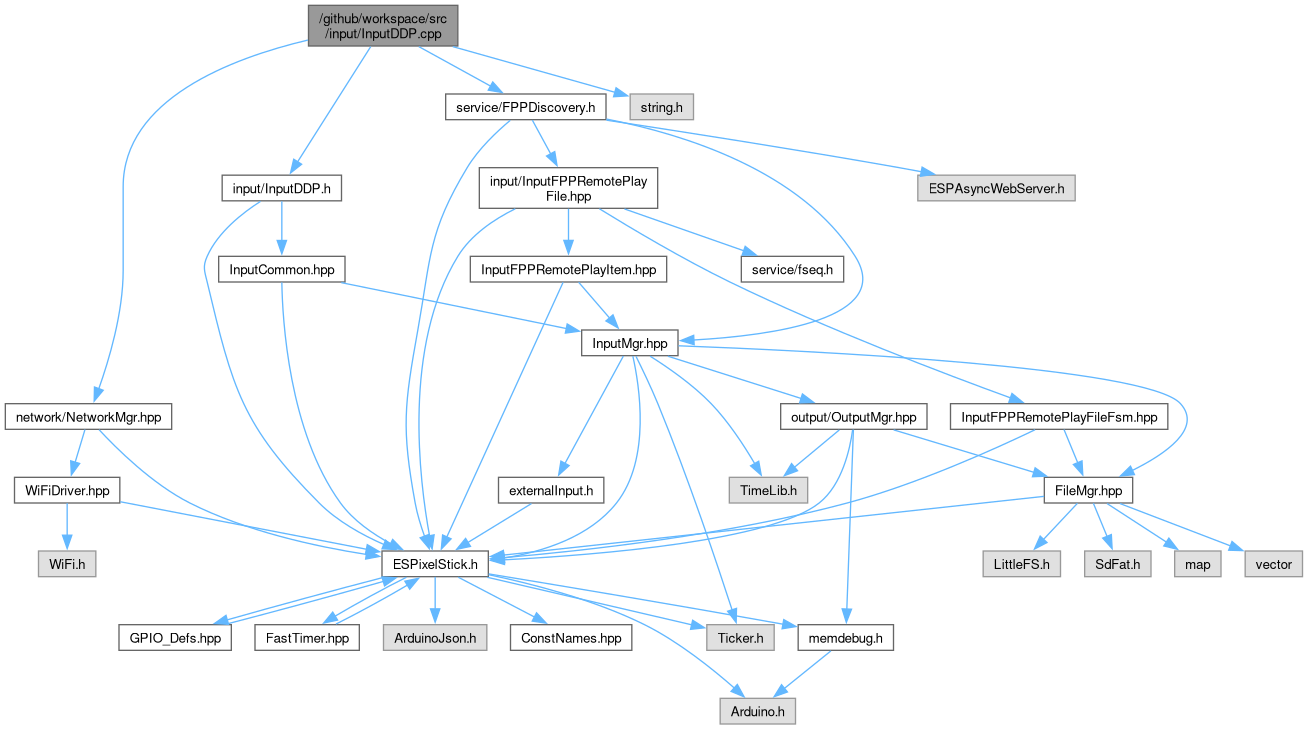 /github/workspace/src
/input/InputDDP.cpp
service/FPPDiscovery.h
string.h
input/InputDDP.h
input/InputFPPRemotePlay
File.hpp
ESPAsyncWebServer.h
InputCommon.hpp
InputFPPRemotePlayItem.hpp
service/fseq.h
InputMgr.hpp
network/NetworkMgr.hpp
output/OutputMgr.hpp
InputFPPRemotePlayFileFsm.hpp
WiFiDriver.hpp
externalInput.h
TimeLib.h
FileMgr.hpp
WiFi.h
ESPixelStick.h
LittleFS.h
SdFat.h
map
vector
GPIO_Defs.hpp
FastTimer.hpp
ArduinoJson.h
ConstNames.hpp
Ticker.h
memdebug.h
Arduino.h